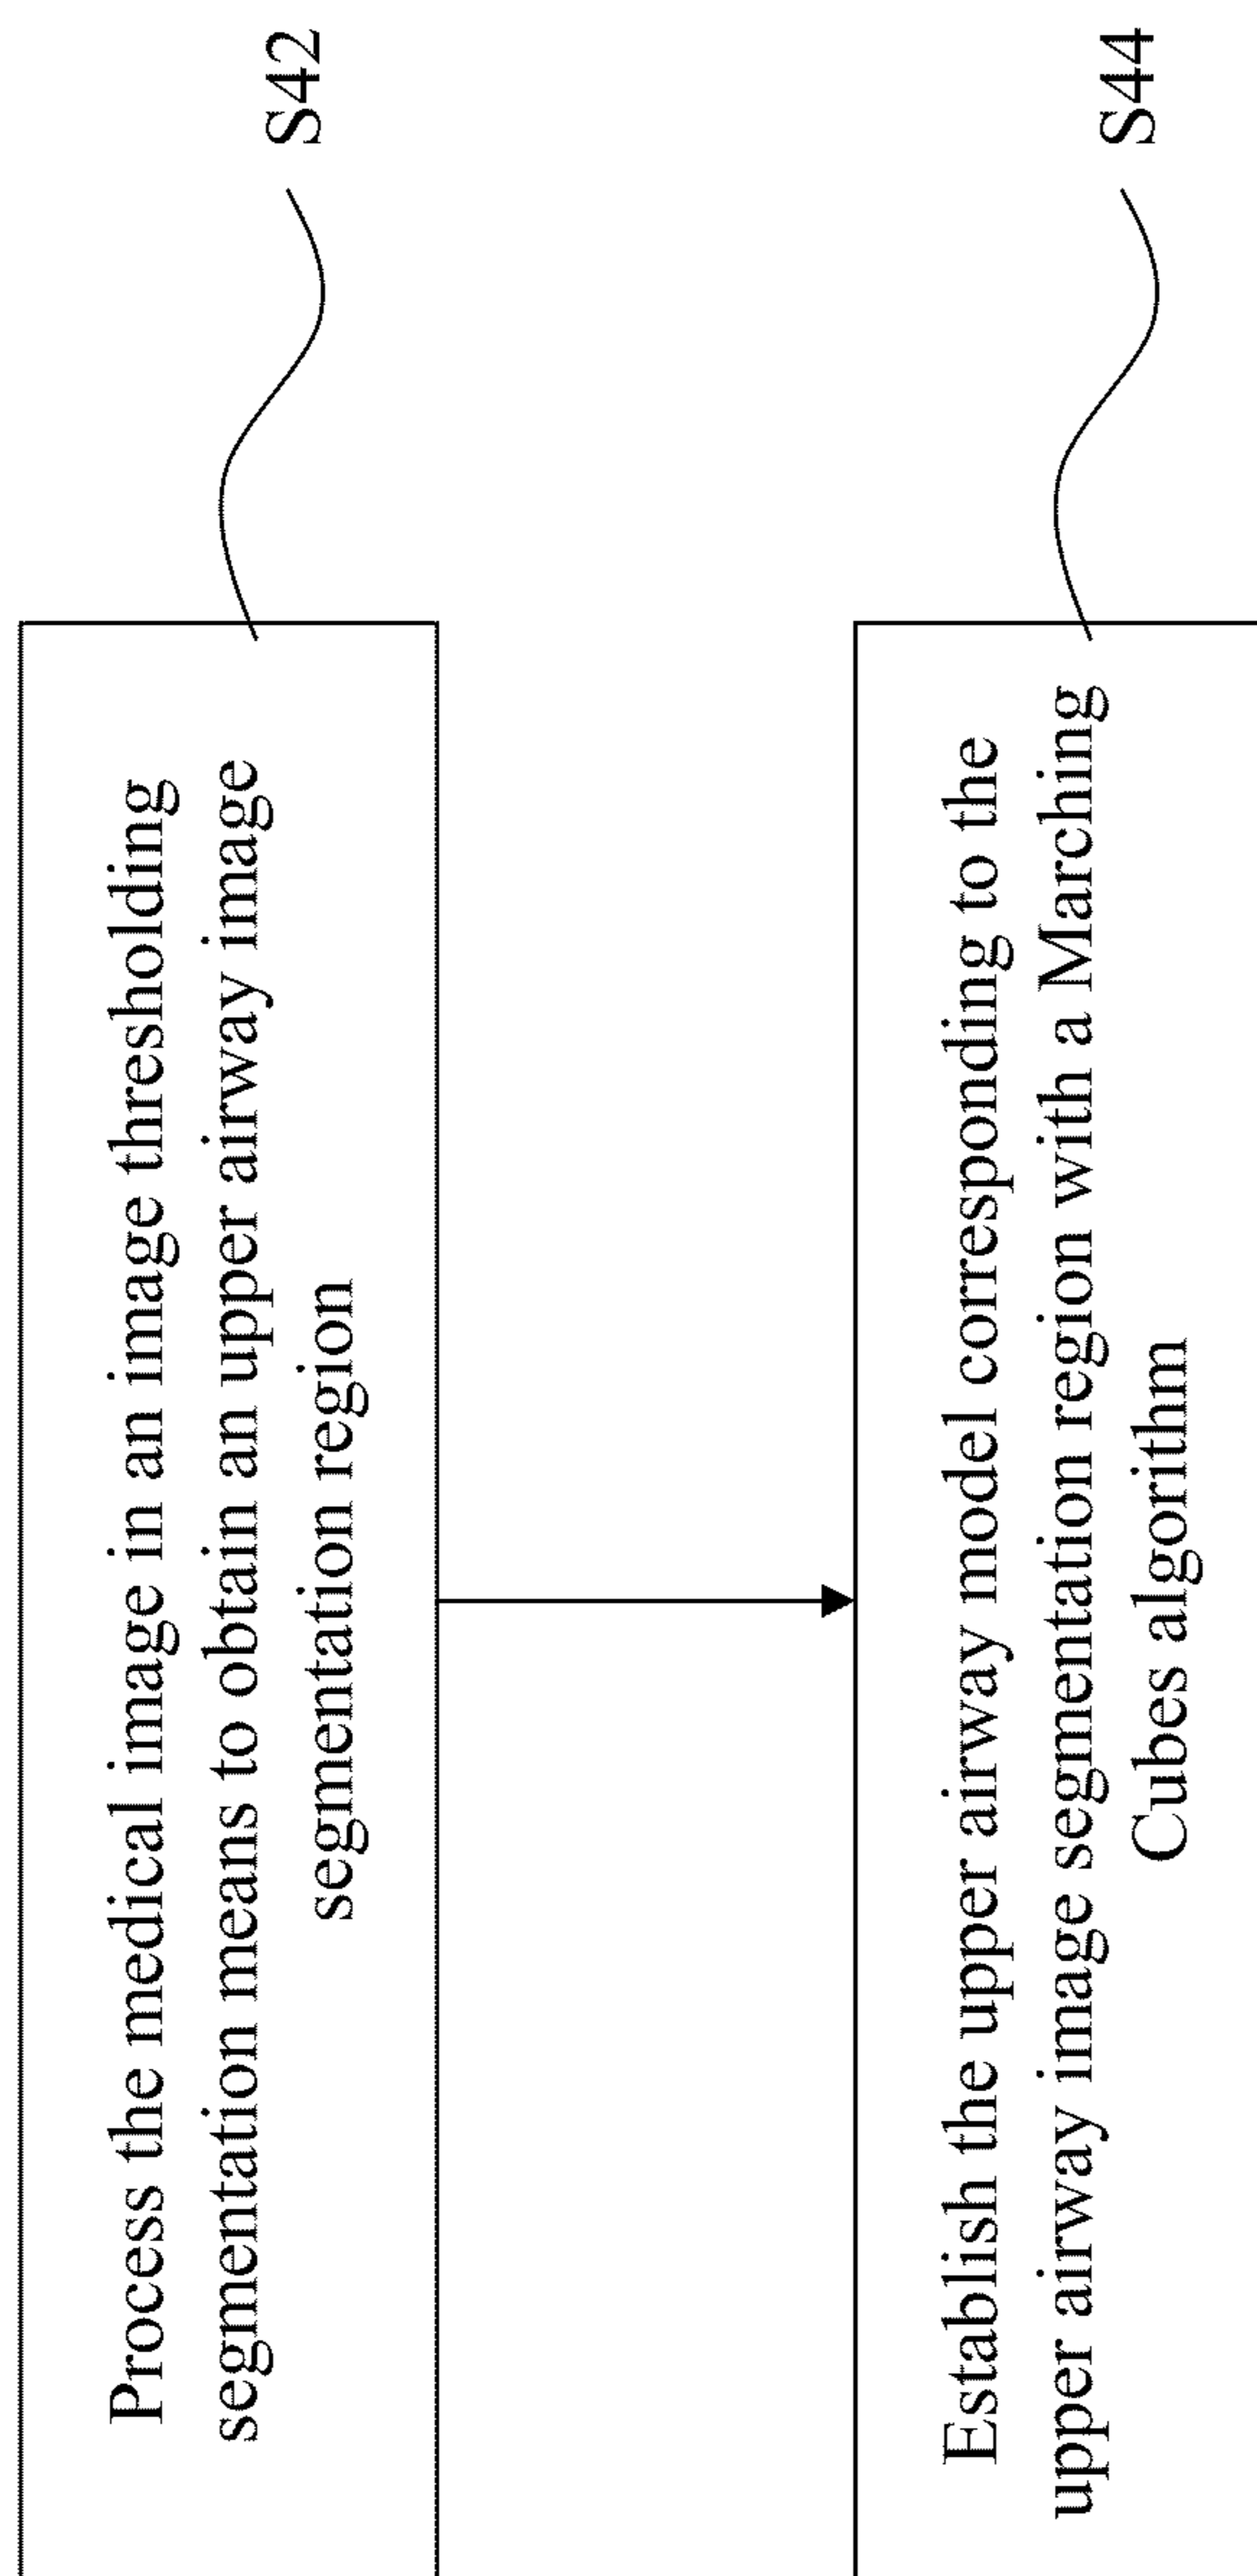 Process the medical image in an image thresholding
segmentation means to obtain an upper airway image
segmentation region
S42
Establish the upper airway model corresponding to the
upper airway image segmentation region with a Marching
Cubes algorithm
S44